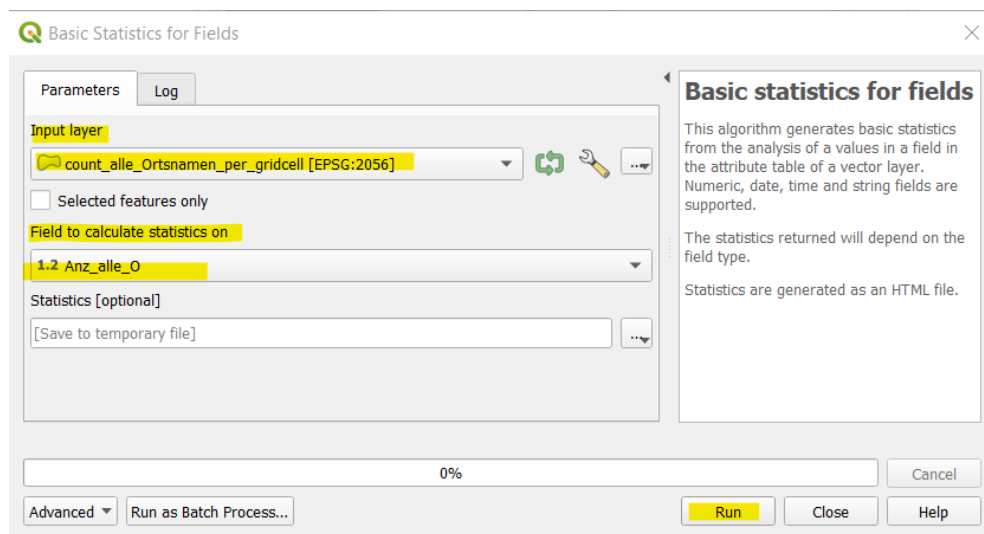 Basic Statistics for Fields
Parameters
Log
Input layer
count_alle_Ortsnamen_per_gridcell [EPSG:2056]
...
Selected features only
Field to calculate statistics on
1.2 Anz_alle_O
Statistics [optional]
[Save to temporary file]
...
Basic statistics for fields
This algorithm generates basic statistics
from the analysis of a values in a field in
the attribute table of a vector layer.
Numeric, date, time and string fields are
supported.
The statistics returned will depend on the
field type.
Statistics are generated as an HTML file.
0%
Cancel
Advanced
Run as Batch Process...
Run
Close
Help